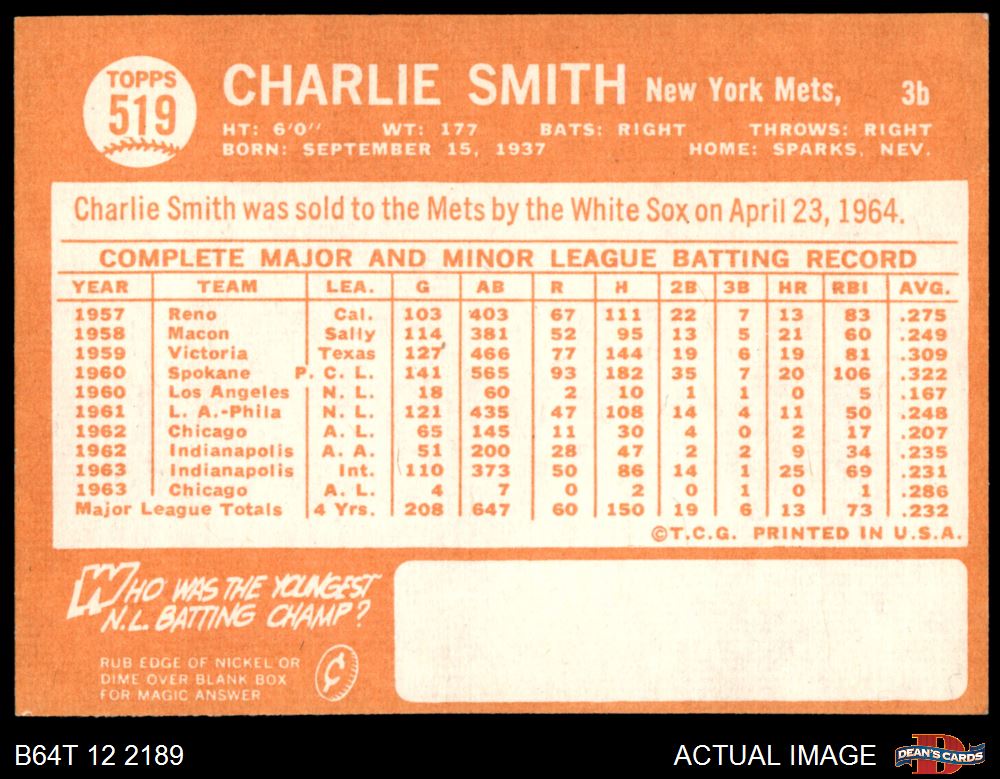 TOPPS
519
CHARLIE SMITH New York Mets, 3b
HT: 6'0" WT: 177 BATS: RIGHT THROWS: RIGHT
BORN: SEPTEMBER 15, 1937 HOME: SPARKS, NEV.
Charlie Smith was sold to the Mets by the White Sox on April 23, 1964.
COMPLETE MAJOR AND MINOR LEAGUE BATTING RECORD
YEAR TEAM LEA. G AB R H 2B 3B HR RBI AVG.
1957 Reno Cal. 103 403 67 111 22 7 13 83 .275
1958 Macon Sally 114 381 52 95 13 5 21 60 .249
1959 Victoria Texas 127 466 77 144 19 6 19 81 .309
1960 Spokane P. C. L. 141 565 93 182 35 7 20 106 .322
1960 Los Angeles N. L. 18 60 2 10 1 1 0 5 .167
1961 L. A.-Phila N. L. 121 435 47 108 14 4 11 50 .248
1962 Chicago A. L. 65 145 11 30 4 0 2 17 .207
1962 Indianapolis A. A. 51 200 28 47 2 2 9 34 .235
1963 Indianapolis Int. 110 373 50 86 14 1 25 69 .231
1963 Chicago A. L. 4 7 0 2 0 1 0 1 .286
Major League Totals 4 Yrs. 208 647 60 150 19 6 13 73 .232
©T.C.G. PRINTED IN U.S.A.
WHO WAS THE YOUNGEST
N.L. BATTING CHAMP?
RUB EDGE OF NICKEL OR
DIME OVER BLANK BOX
FOR MAGIC ANSWER
¢
B64T 12 2189 ACTUAL IMAGE DEAN'S CARDS